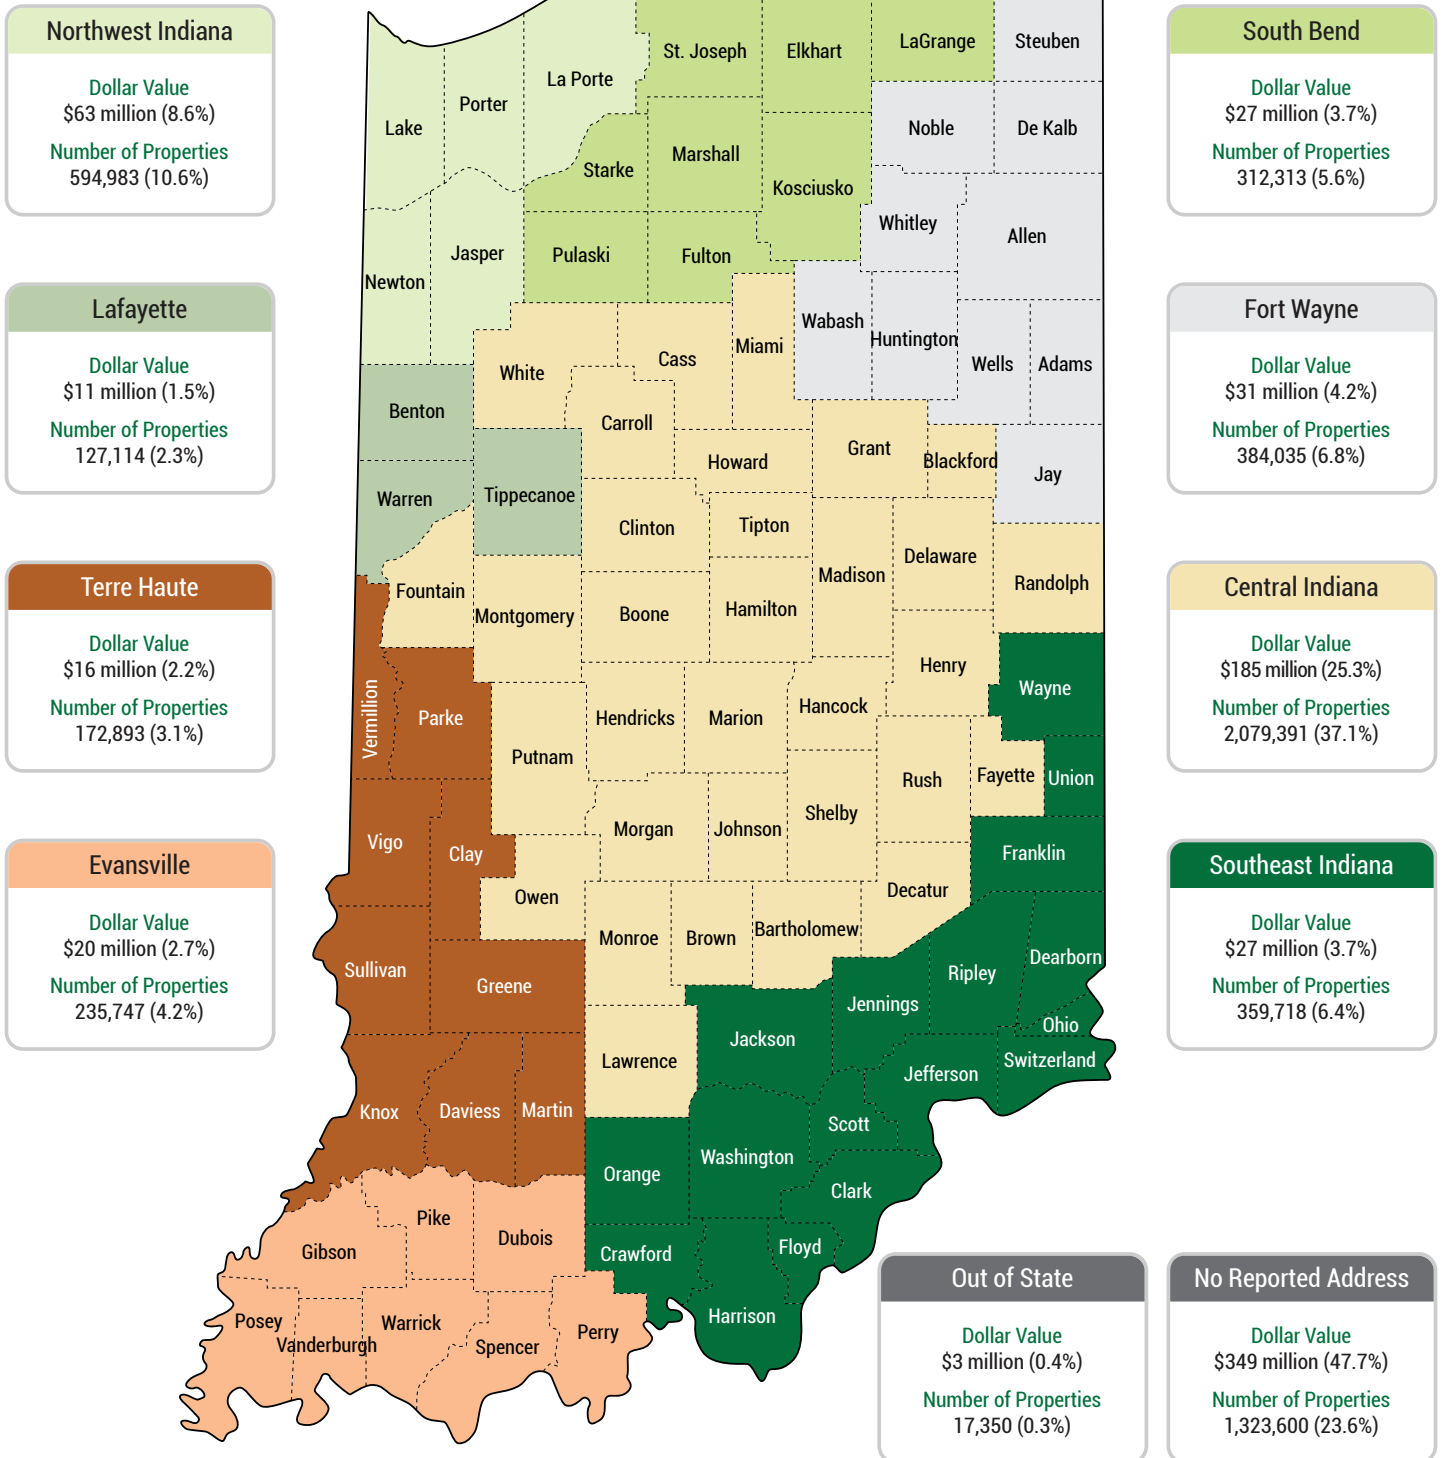 Northwest Indiana
Dollar Value
$63 million (8.6%)
Number of Properties
594,983 (10.6%)
Lafayette
Dollar Value
$11 million (1.5%)
Number of Properties
127,114 (2.3%)
Terre Haute
Dollar Value
$16 million (2.2%)
Number of Properties
172,893 (3.1%)
Evansville
Dollar Value
$20 million (2.7%)
Number of Properties
235,747 (4.2%)
St. Joseph
Elkhart
LaGrange
Steuben
La Porte
Porter
Lake
Noble
De Kalb
Marshall
Starke
Kosciusko
Whitley
Allen
Jasper
Pulaski
Fulton
Newton
Wabash
Huntington
Miami
Cass
White
Wells
Adams
Benton
Carroll
Grant
Blackford
Howard
Jay
Warren
Tippecanoe
Clinton
Tipton
Delaware
Madison
Randolph
Fountain
Montgomery
Boone
Hamilton
Henry
Wayne
Vermillion
Parke
Hendricks
Marion
Hancock
Putnam
Rush
Fayette
Union
Vigo
Clay
Morgan
Johnson
Shelby
Franklin
Owen
Decatur
Monroe
Brown
Bartholomew
Sullivan
Greene
Ripley
Dearborn
Jennings
Ohio
Jackson
Lawrence
Jefferson
Switzerland
Knox
Daviess
Martin
Scott
Orange
Washington
Clark
Pike
Dubois
Gibson
Crawford
Floyd
Harrison
Posey
Vanderburgh
Warrick
Spencer
Perry
South Bend
Dollar Value
$27 million (3.7%)
Number of Properties
312,313 (5.6%)
Fort Wayne
Dollar Value
$31 million (4.2%)
Number of Properties
384,035 (6.8%)
Central Indiana
Dollar Value
$185 million (25.3%)
Number of Properties
2,079,391 (37.1%)
Southeast Indiana
Dollar Value
$27 million (3.7%)
Number of Properties
359,718 (6.4%)
Out of State
Dollar Value
$3 million (0.4%)
Number of Properties
17,350 (0.3%)
No Reported Address
Dollar Value
$349 million (47.7%)
Number of Properties
1,323,600 (23.6%)